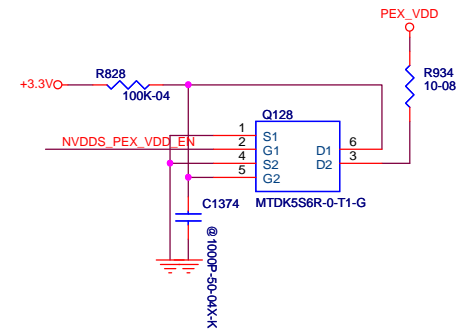 PEX_VDD
R828
+3.3V
100K-04
R934
10-08
Q128
NVDDS_PEX_VDD_EN
1 S1
2 G1
4 S2
5 G2
D1 6
D2 3
MTDK5S6R-0-T1-G
C1374
@1000P-50-04X-K